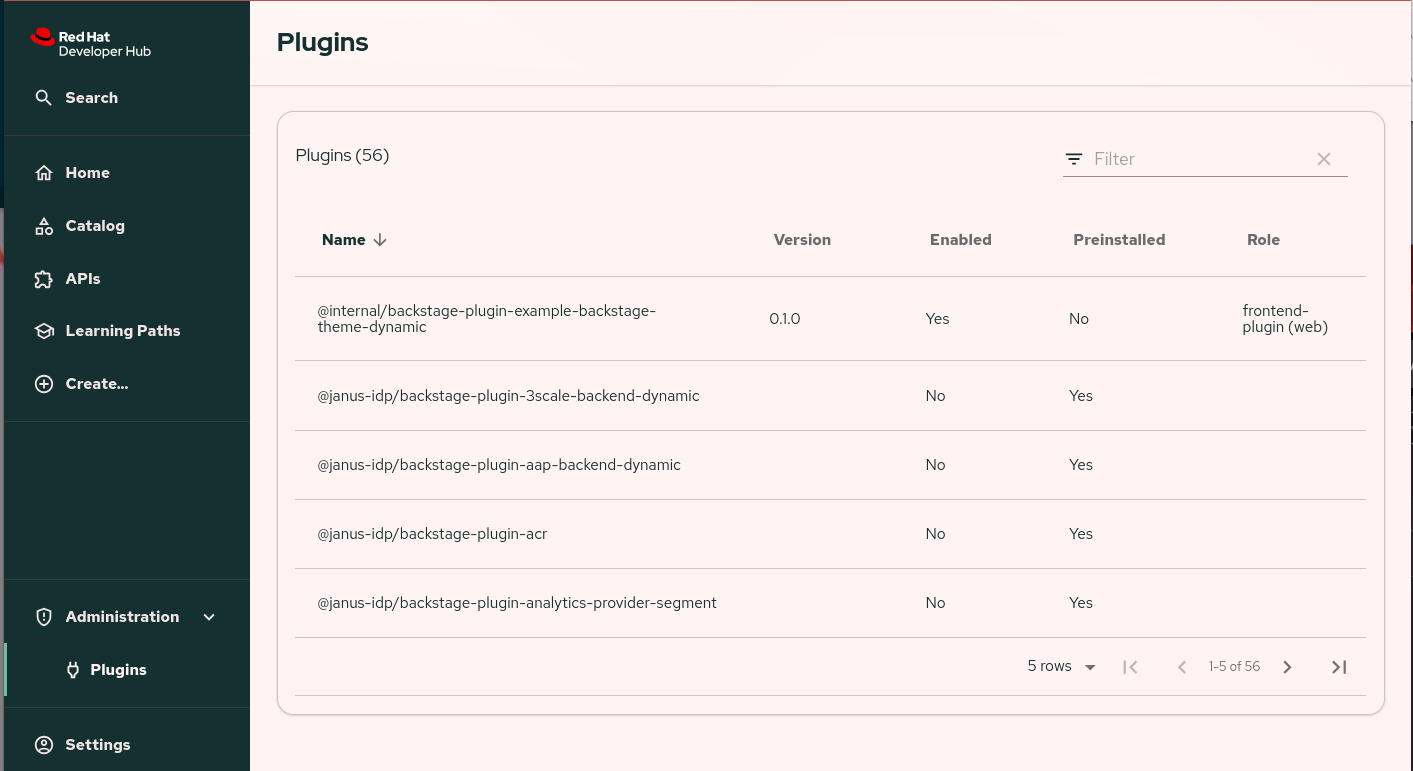 Red Hat
Developer Hub
Search
Home
Catalog
APIs
Learning Paths
Create...
Administration
Plugins
Settings
Plugins
Plugins (56)
Filter
Name Version Enabled Preinstalled Role
@internal/backstage-plugin-example-backstage-
theme-dynamic
0.1.0 Yes No
frontend-
plugin (web)
@janus-idp/backstage-plugin-3scale-backend-dynamic No Yes
@janus-idp/backstage-plugin-aap-backend-dynamic No Yes
@janus-idp/backstage-plugin-acr No Yes
@janus-idp/backstage-plugin-analytics-provider-segment No Yes
5 rows 1-5 of 56